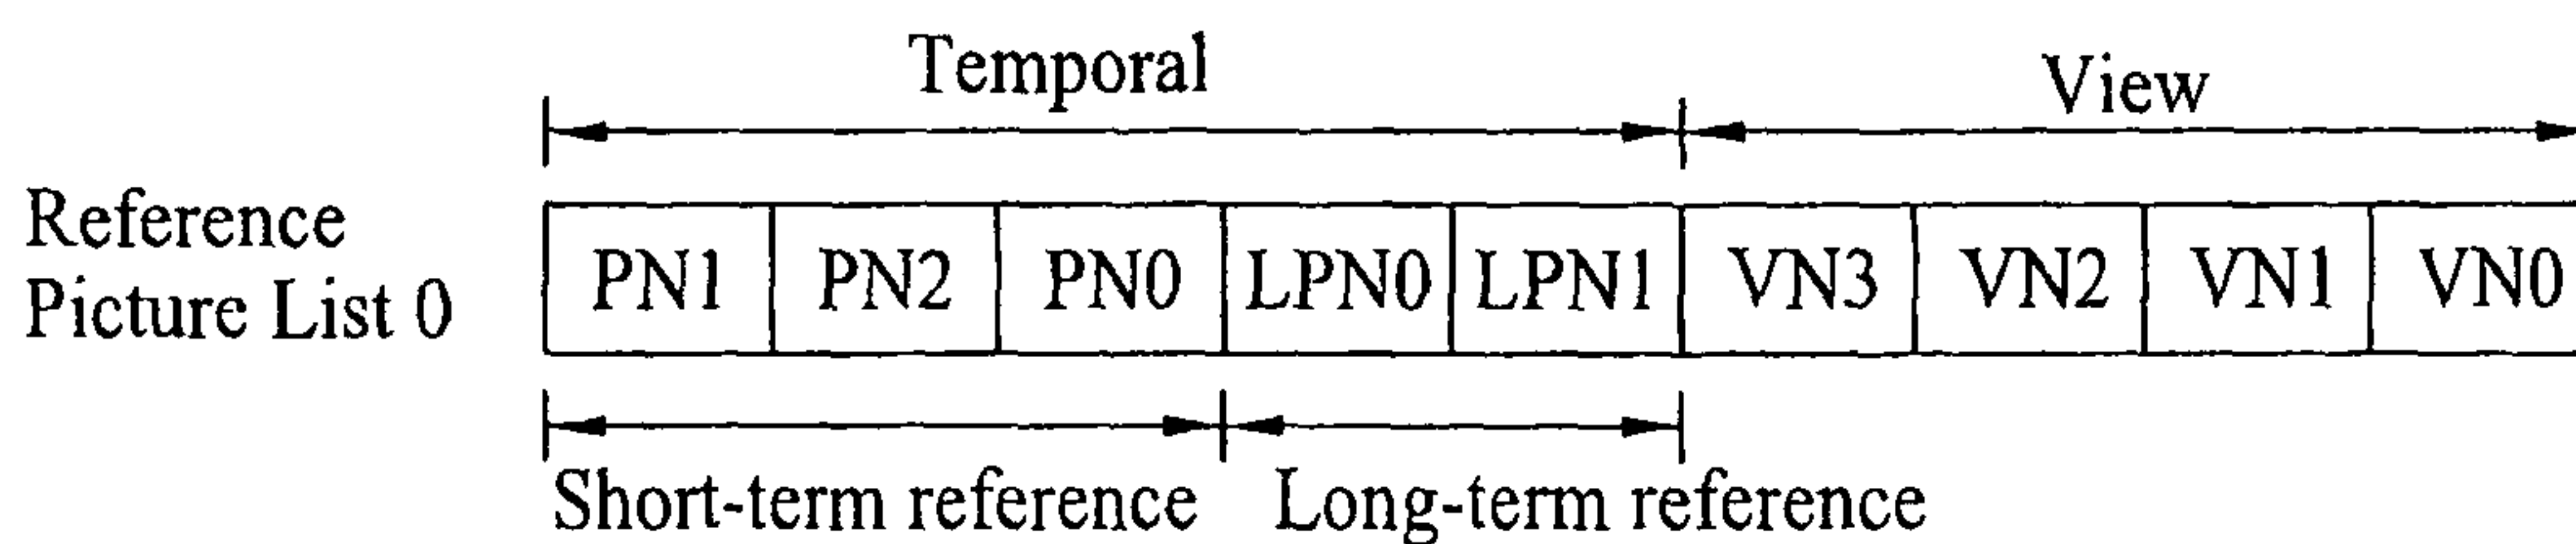 Temporal
View
Reference
Picture List 0
PN1 PN2 PN0 LPN0 LPN1 VN3 VN2 VN1 VN0
Short-term reference Long-term reference